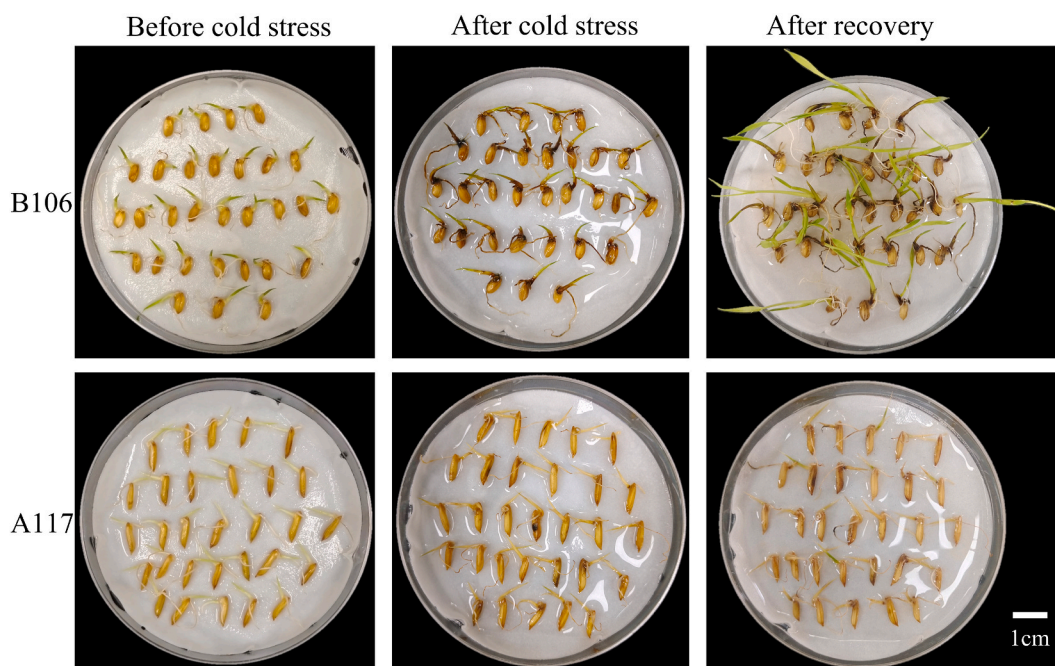 Before cold stress
After cold stress
After recovery
B106
A117
1cm